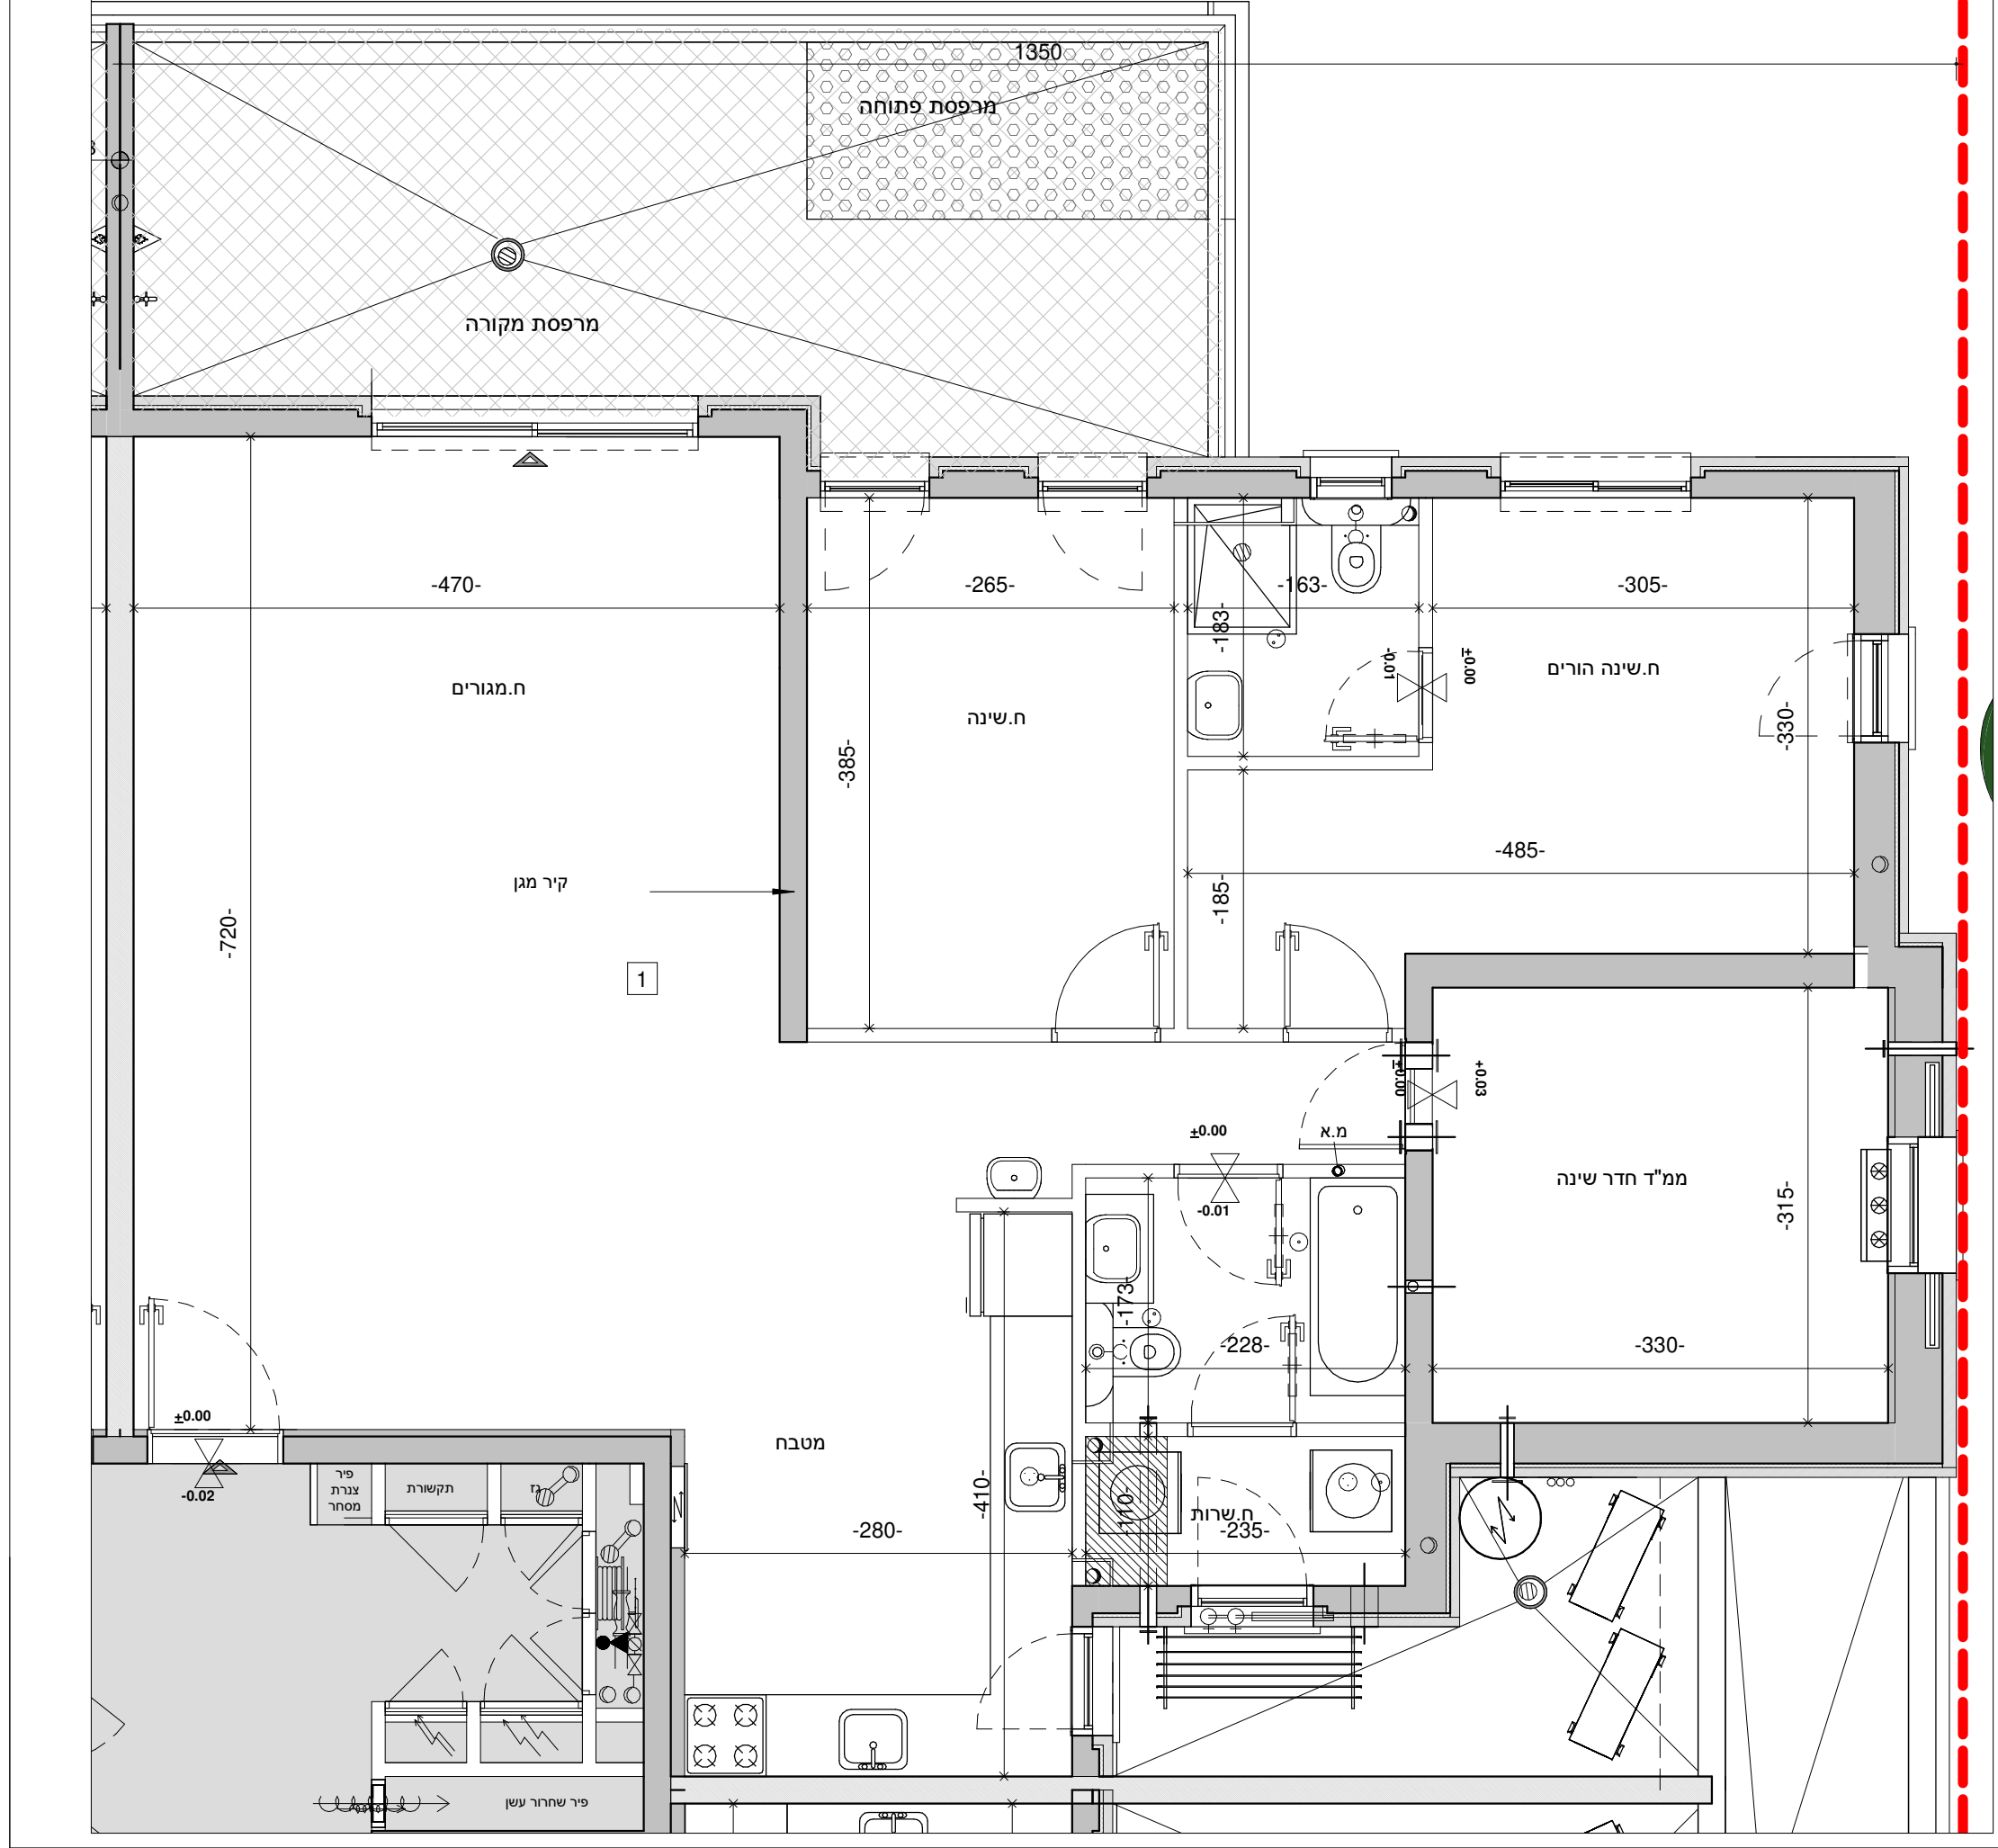 1350
מרפסת פתוחה
מרפסת מקורה
-470-
-265-
-163-
-305-
-183-
-0.01
±0.00
ח.שינה הורים
ח.מגורים
ח.שינה
-330-
-385-
-485-
קיר מגן
-185-
-720-
1
±0.00
+0.03
±0.00
מ.א
ממ"ד חדר שינה
-0.01
-315-
-173-
-228-
-330-
±0.00
מטבח
פיר
צנרת
מסחר
תקשורת
גז
-0.02
-410-
-110-
ח.שרות
-280-
-235-
פיר שחרור עשן